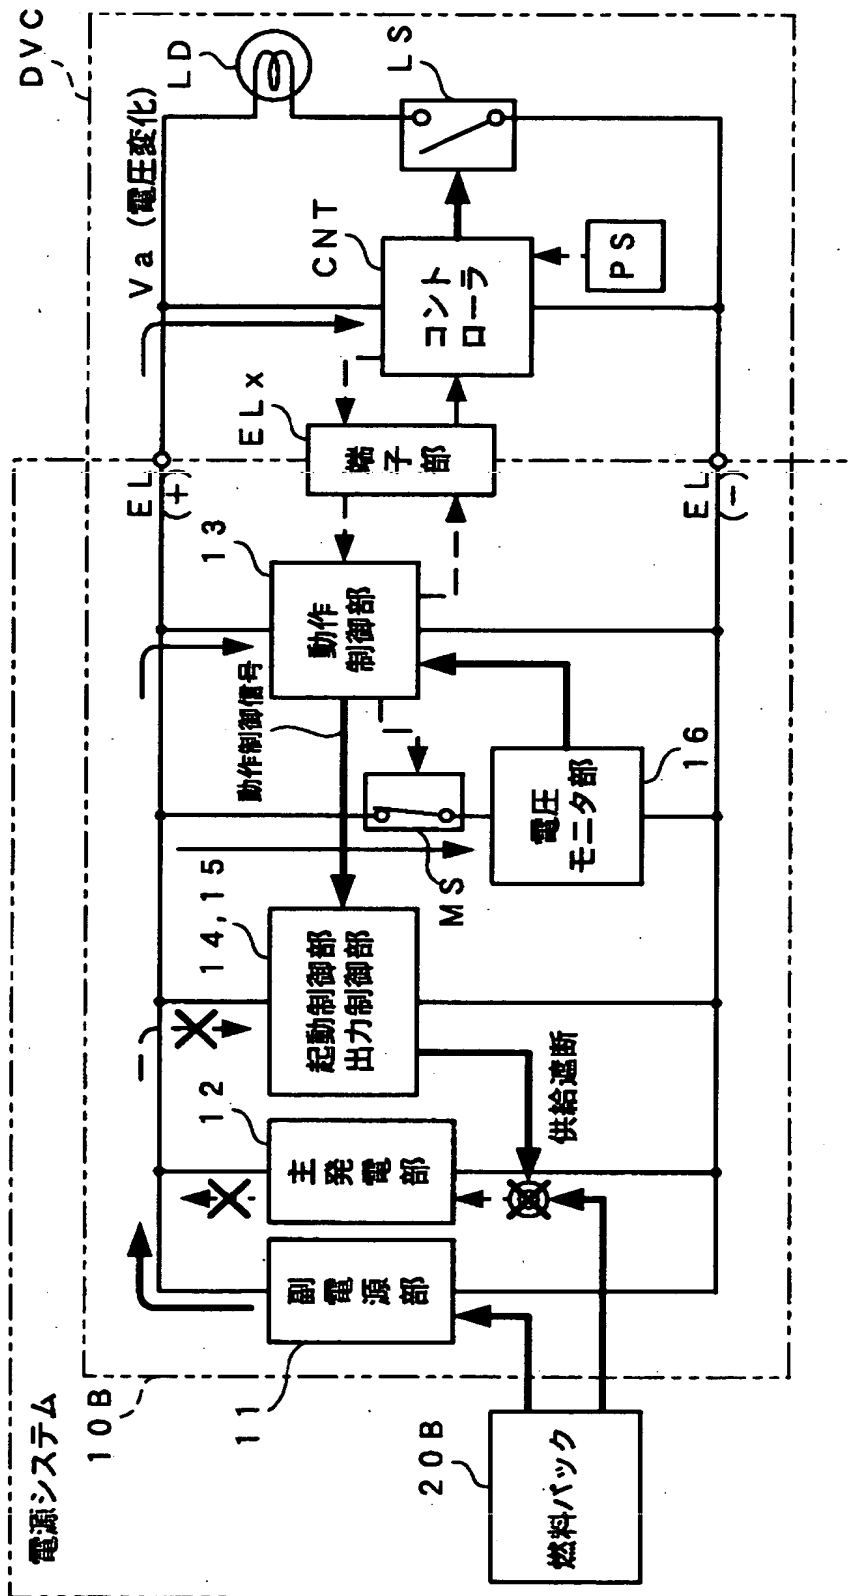 電源システム
DVC
10B
20B
燃料パック
11
副電源部
12
主発電部
供給遮断
14,15
起動制御部
出力制御部
動作制御信号
MS
電圧
モニタ部
16
13
動作
制御部
EL
(+)
EL
(−)
ELx
端子部
Va (電圧変化)
CNT
コント
ローラ
PS
LD
LS